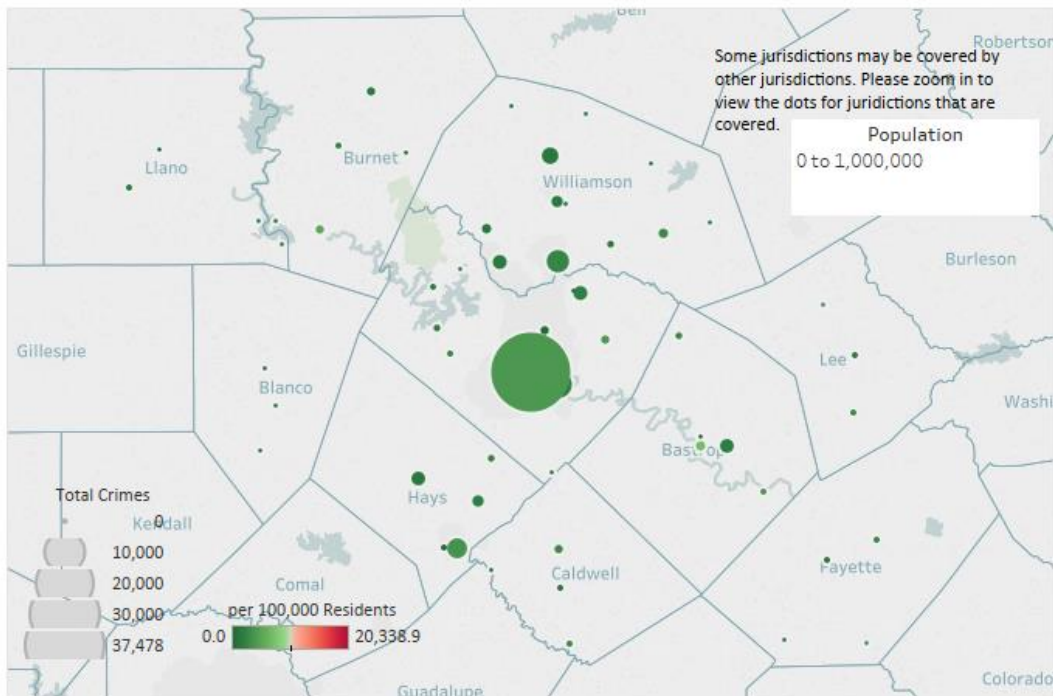 Bell
Robertson
Some jurisdictions may be covered by
other jurisdictions. Please zoom in to
view the dots for juridictions that are
covered.
Population
0 to 1,000,000
Llano
Burnet
Williamson
Burleson
Gillespie
Blanco
Lee
Washi
Bastrop
Total Crimes
0
Kendall
10,000
20,000
30,000
37,478
Hays
Comal
Caldwell
Fayette
per 100,000 Residents
0.0
20,338.9
Guadalupe
Colorado